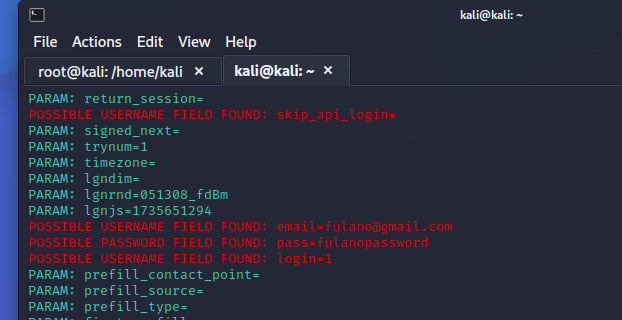 kali@kali: ~
File Actions Edit View Help
root@kali: /home/kali × kali@kali: ~ ×
PARAM: return_session=
POSSIBLE USERNAME FIELD FOUND: skip_api_login=
PARAM: signed_next=
PARAM: trynum=1
PARAM: timezone=
PARAM: lgndim=
PARAM: lgnrnd=051308_fdBm
PARAM: lgnjs=1735651294
POSSIBLE USERNAME FIELD FOUND: email=fulano@gmail.com
POSSIBLE PASSWORD FIELD FOUND: pass=fulanopassword
POSSIBLE USERNAME FIELD FOUND: login=1
PARAM: prefill_contact_point=
PARAM: prefill_source=
PARAM: prefill_type=